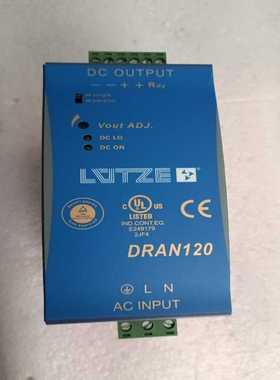 DC OUTPUT
− − + + Rdy
Vout ADJ.
DC LO
DC ON
LÜTZE
c UL US
LISTED
IND.CONT.EQ.
E249179
2JF4
CE
DRAN120
L N
AC INPUT